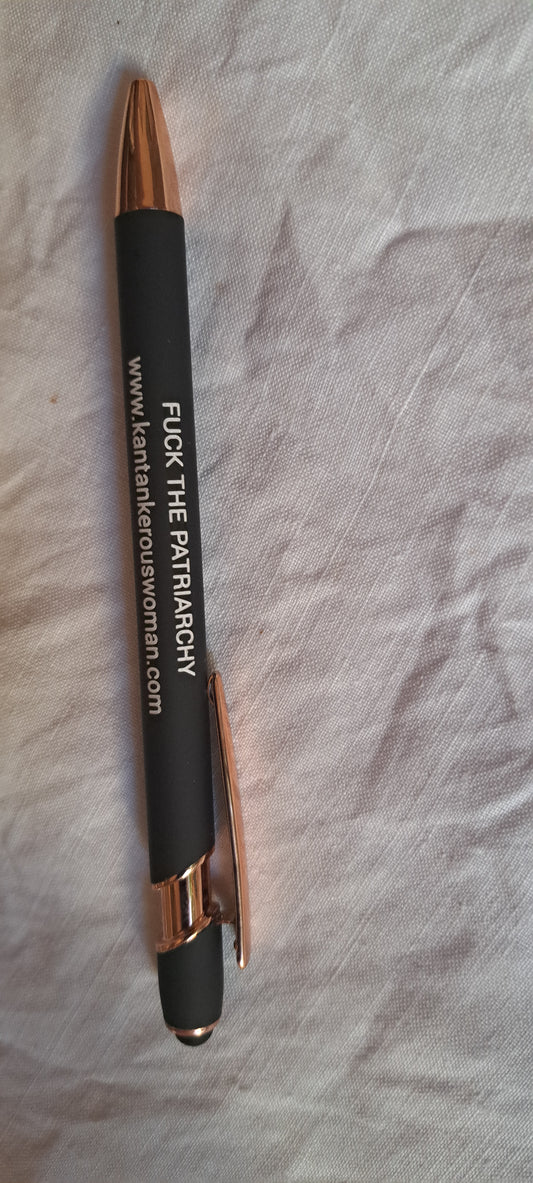 FUCK THE PATRIARCHY
www.kantankerouswoman.com